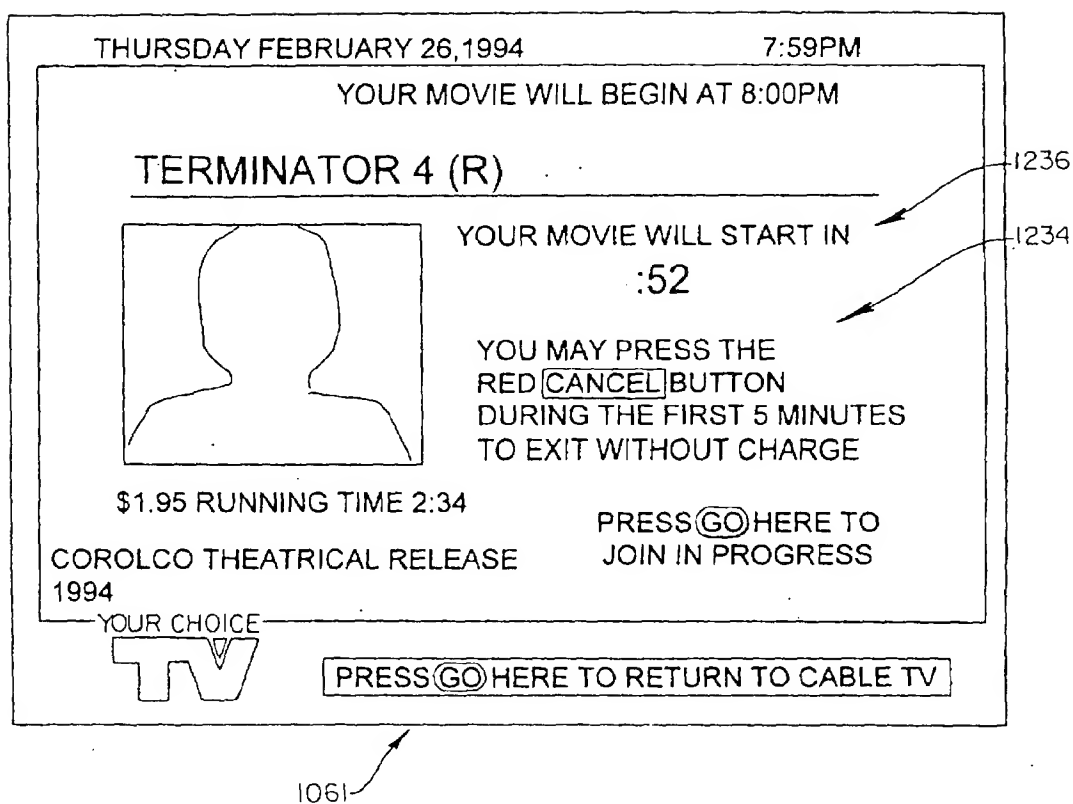 THURSDAY FEBRUARY 26,1994 7:59PM
YOUR MOVIE WILL BEGIN AT 8:00PM
TERMINATOR 4 (R)
1236
YOUR MOVIE WILL START IN
1234
:52
YOU MAY PRESS THE
RED CANCEL BUTTON
DURING THE FIRST 5 MINUTES
TO EXIT WITHOUT CHARGE
$1.95 RUNNING TIME 2:34
PRESS GO HERE TO
JOIN IN PROGRESS
COROLCO THEATRICAL RELEASE
1994
YOUR CHOICE
TV
PRESS GO HERE TO RETURN TO CABLE TV
1061